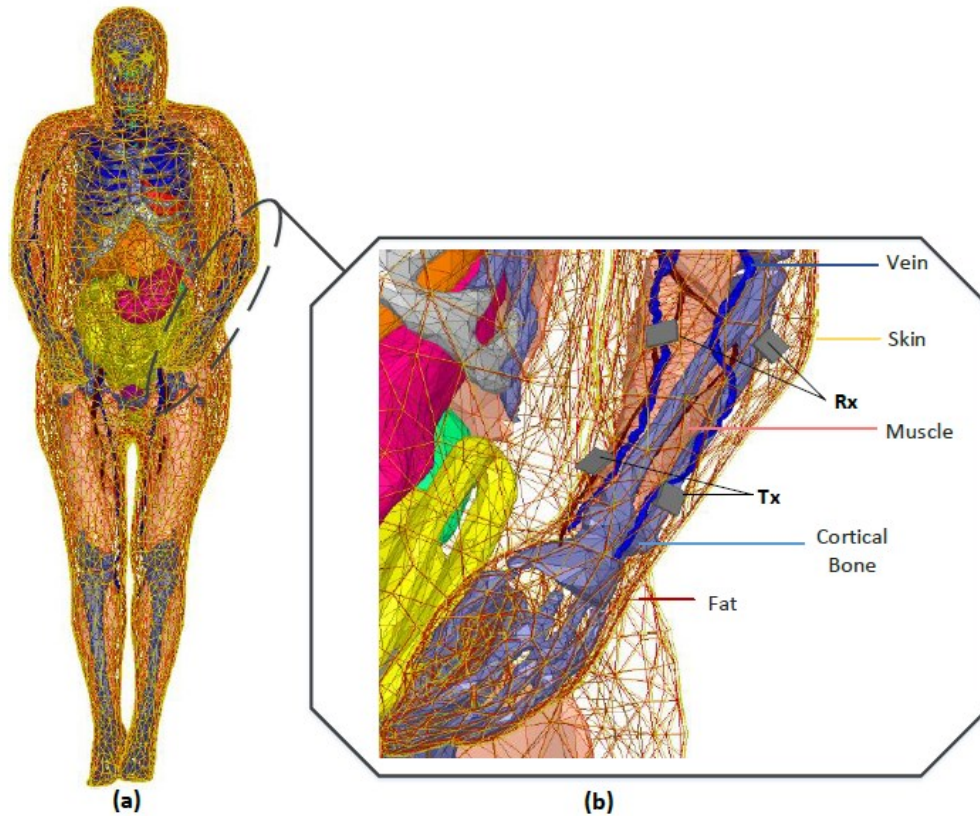 Vein
Skin
Rx
Muscle
Tx
Cortical
Bone
Fat
(a)
(b)